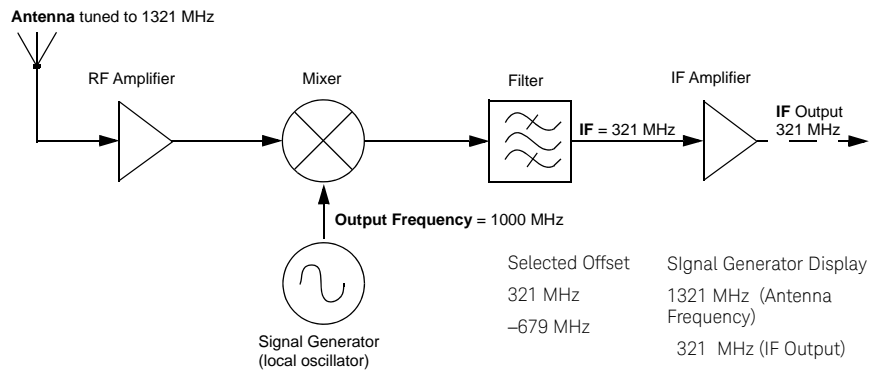 Antenna tuned to 1321 MHz
RF Amplifier
Mixer
Filter
IF Amplifier
IF = 321 MHz
IF Output
321 MHz
Output Frequency = 1000 MHz
Signal Generator
(local oscillator)
Selected Offset
321 MHz
–679 MHz
SIgnal Generator Display
1321 MHz (Antenna
Frequency)
321 MHz (IF Output)